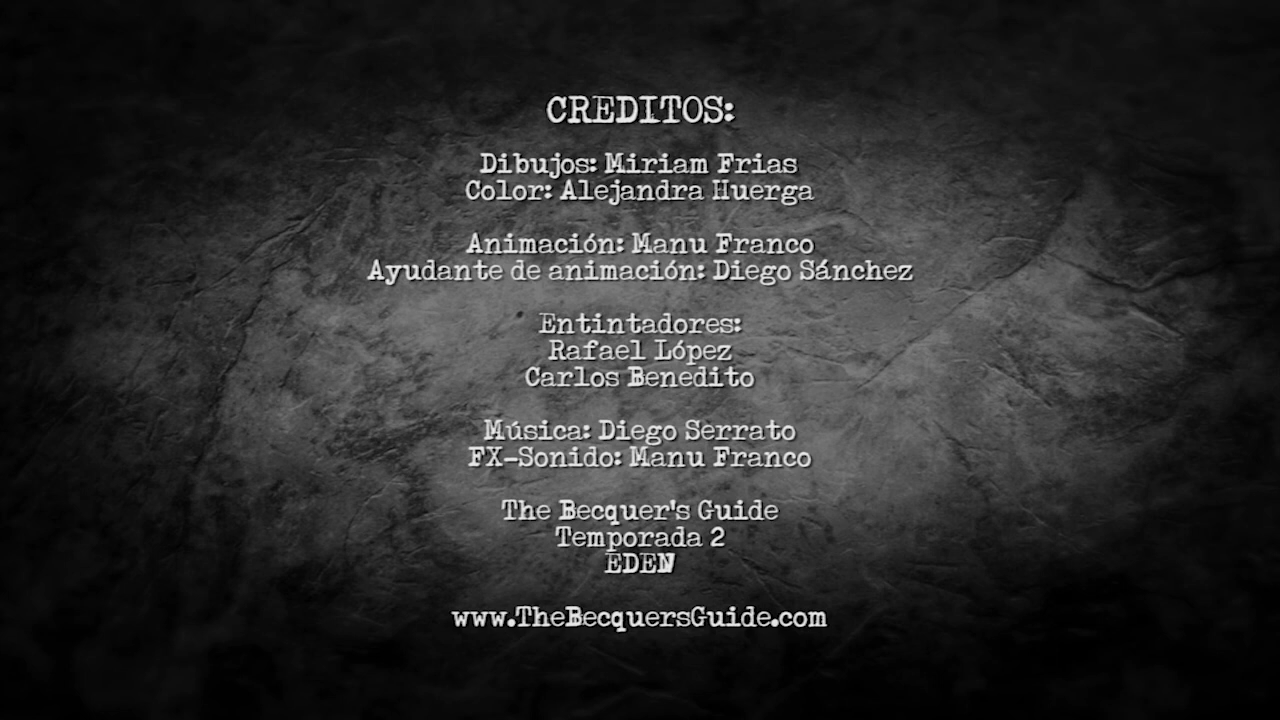 CREDITOS:
Dibujos: Miriam Frias
Color: Alejandra Huerga
Animación: Manu Franco
Ayudante de animación: Diego Sánchez
Entintadores:
Rafael López
Carlos Benedito
Música: Diego Serrato
FX-Sonido: Manu Franco
The Becquer's Guide
Temporada 2
EDEN
www.TheBecquersGuide.com